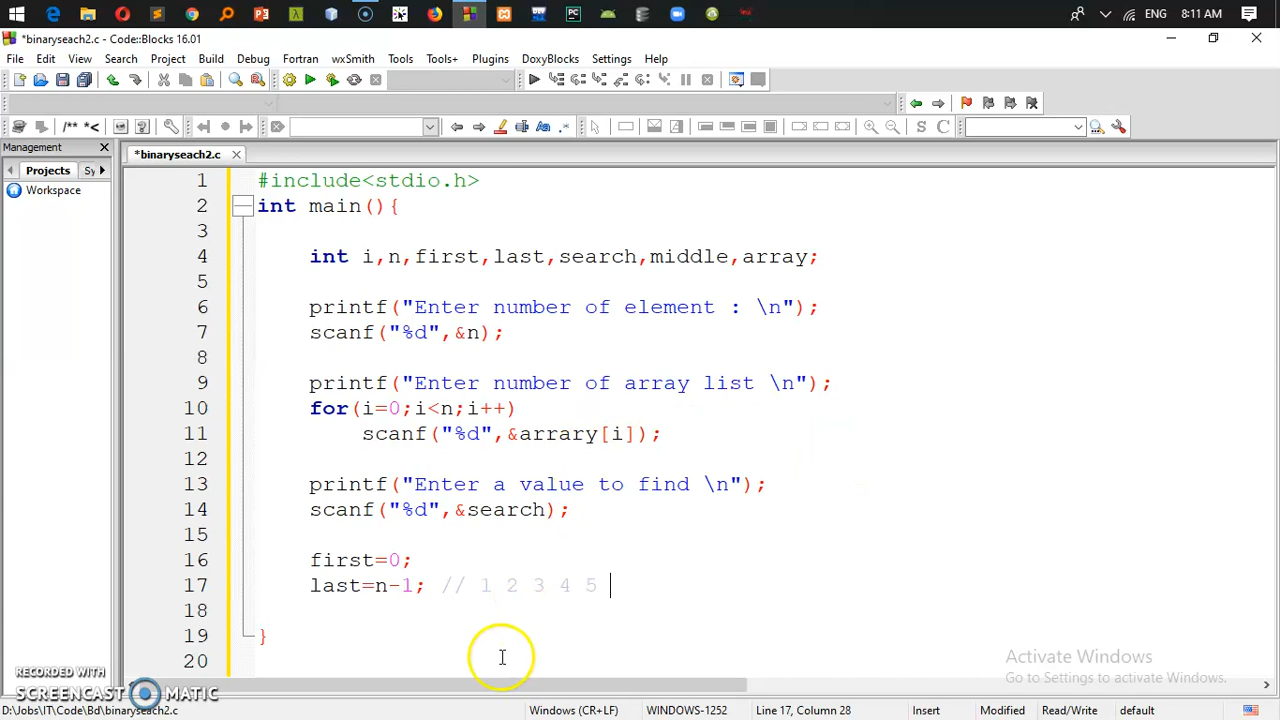 ENG 8:11 AM
*binaryseach2.c - Code::Blocks 16.01
File Edit View Search Project Build Debug Fortran wxSmith Tools Tools+ Plugins DoxyBlocks Settings Help
/** *<
S C
Management
*binaryseach2.c
Projects Sy
Workspace
1 #include<stdio.h>
2 int main(){
3
4 int i,n,first,last,search,middle,array;
5
6 printf("Enter number of element : \n");
7 scanf("%d",&n);
8
9 printf("Enter number of array list \n");
10 for(i=0;i<n;i++)
11 scanf("%d",&arrary[i]);
12
13 printf("Enter a value to find \n");
14 scanf("%d",&search);
15
16 first=0;
17 last=n-1; // 1 2 3 4 5
18
19 }
20
Activate Windows
Go to Settings to activate Windows.
RECORDED WITH
SCREENCAST MATIC
D:\Jobs\IT\Code\Bd\binaryseach2.c Windows (CR+LF) WINDOWS-1252 Line 17, Column 28 Insert Modified Read/Write default